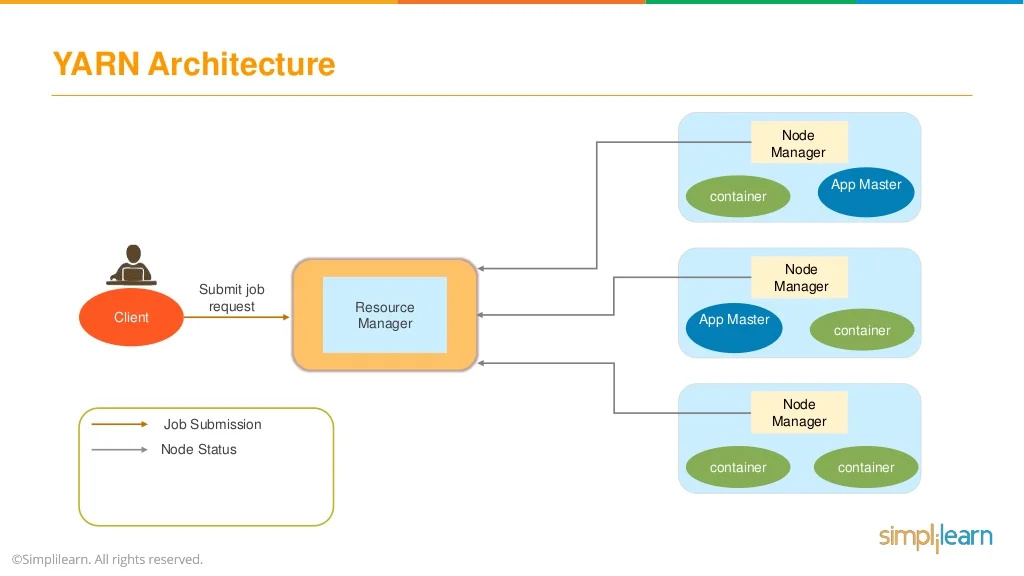 YARN Architecture
Node
Manager
container
App Master
Submit job
request
Client
Resource
Manager
Node
Manager
App Master
container
Job Submission
Node Status
Node
Manager
container
container
simplilearn
©Simplilearn. All rights reserved.